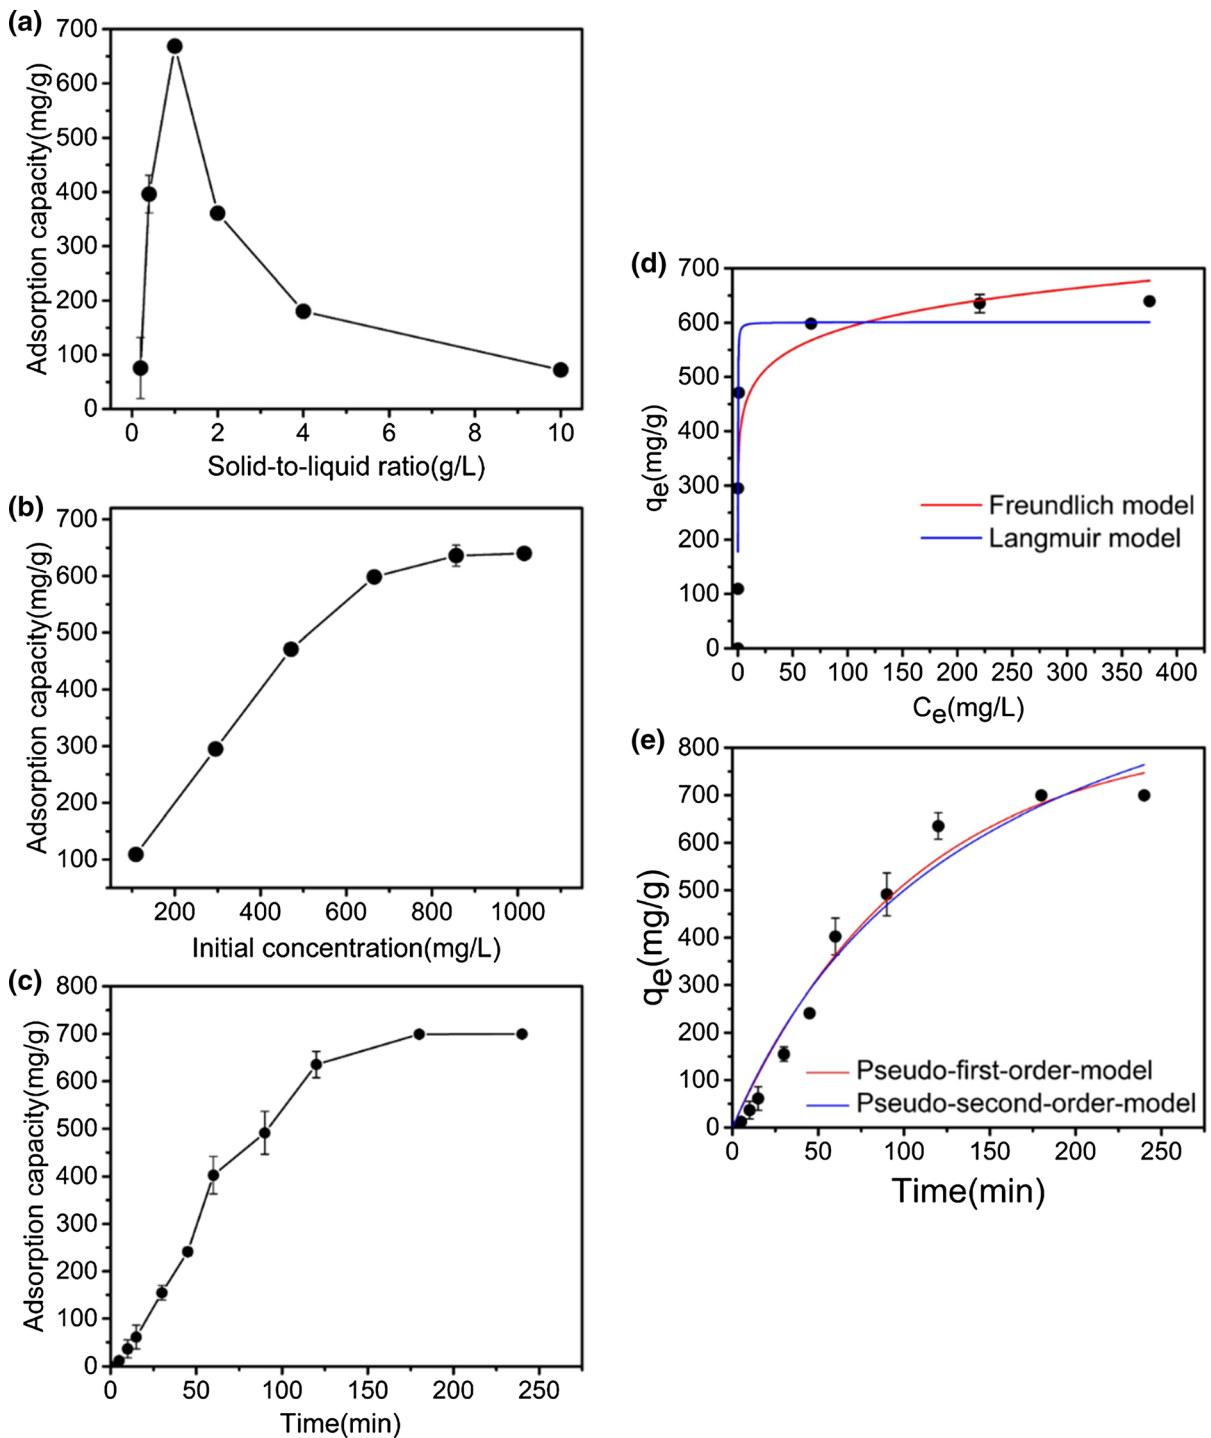 (a)
700
600
500
400
300
200
100
0
Adsorption capacity(mg/g)
0 2 4 6 8 10
Solid-to-liquid ratio(g/L)
(b)
700
600
500
400
300
200
100
Adsorption capacity(mg/g)
200 400 600 800 1000
Initial concentration(mg/L)
(c)
800
700
600
500
400
300
200
100
0
Adsorption capacity(mg/g)
0 50 100 150 200 250
Time(min)
(d)
700
600
500
400
300
200
100
0
qe(mg/g)
Freundlich model
Langmuir model
0 50 100 150 200 250 300 350 400
Ce(mg/L)
(e)
800
700
600
500
400
300
200
100
0
qe(mg/g)
Pseudo-first-order-model
Pseudo-second-order-model
0 50 100 150 200 250
Time(min)